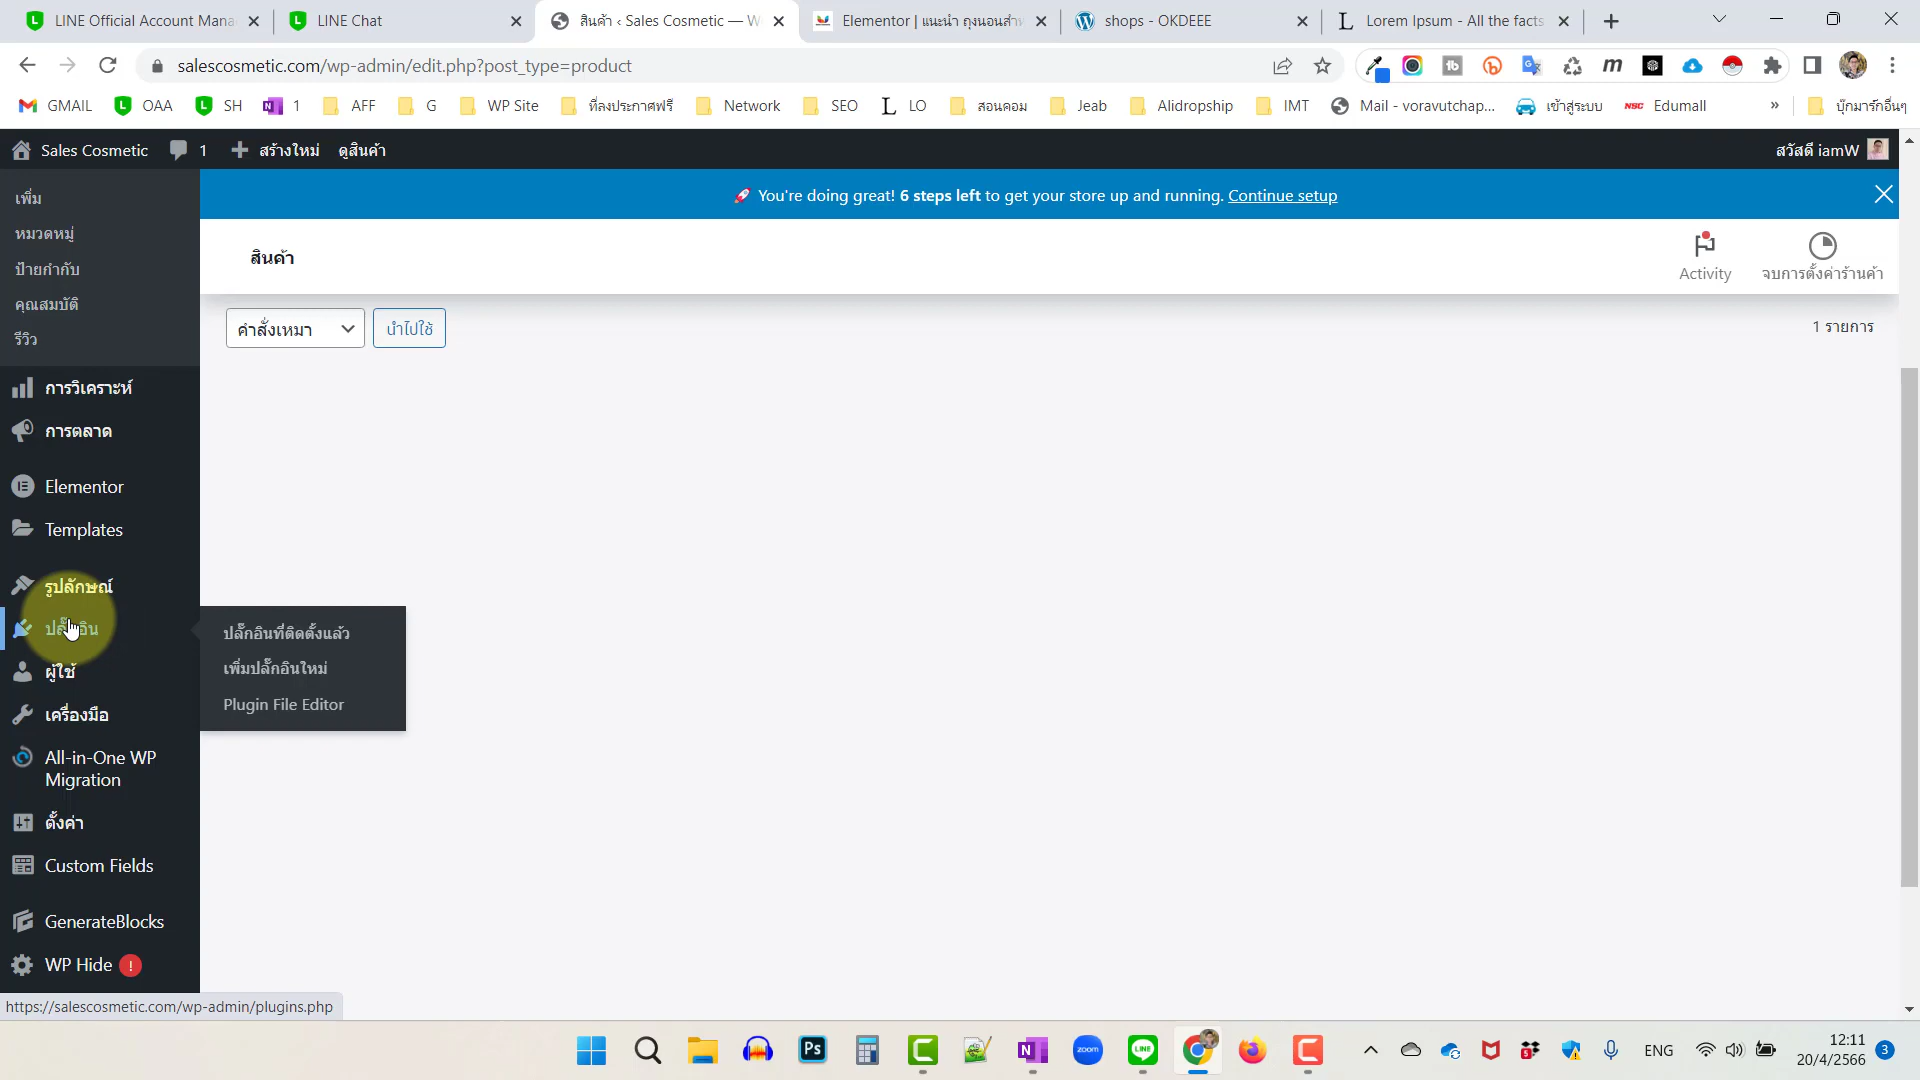 LINE Official Account Mana
LINE Chat
สินค้า ‹ Sales Cosmetic — W
Elementor | แนะนำ ถุงนอนสำห
shops - OKDEEE
Lorem Ipsum - All the facts
salescosmetic.com/wp-admin/edit.php?post_type=product
GMAIL
OAA
SH
1
AFF
G
WP Site
ที่ลงประกาศฟรี
Network
SEO
LO
สอนคอม
Jeab
Alidropship
IMT
Mail - voravutchap...
เข้าสู่ระบบ
NSC
Edumall
»
บุ๊กมาร์กอื่นๆ
Sales Cosmetic
1
สร้างใหม่
ดูสินค้า
สวัสดี iamW
🚀 You're doing great! 6 steps left to get your store up and running. Continue setup
เพิ่ม
หมวดหมู่
ป้ายกำกับ
คุณสมบัติ
รีวิว
การวิเคราะห์
การตลาด
Elementor
Templates
รูปลักษณ์
ปลั๊กอิน
ผู้ใช้
เครื่องมือ
All-in-One WP
Migration
ตั้งค่า
Custom Fields
GenerateBlocks
WP Hide !
ปลั๊กอินที่ติดตั้งแล้ว
เพิ่มปลั๊กอินใหม่
Plugin File Editor
สินค้า
Activity
จบการตั้งค่าร้านค้า
คำสั่งเหมา
นำไปใช้
1 รายการ
https://salescosmetic.com/wp-admin/plugins.php
Ps
zoom
LINE
ENG
12:11
20/4/2566
3